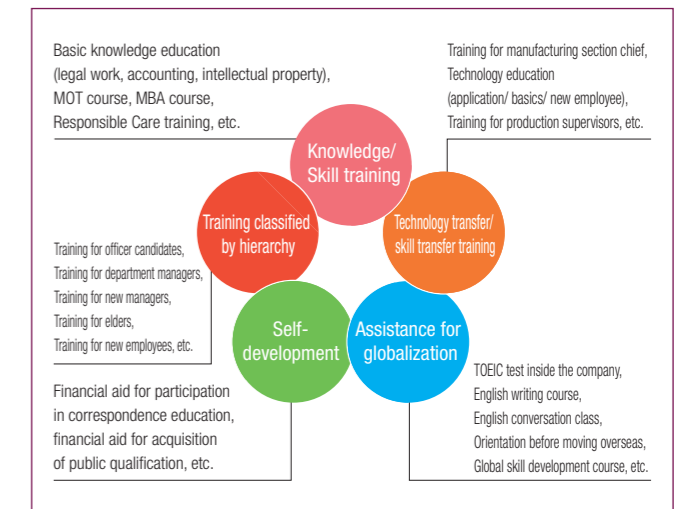 Basic knowledge education
(legal work, accounting, intellectual property),
MOT course, MBA course,
Responsible Care training, etc.
Training for manufacturing section chief,
Technology education
(application/ basics/ new employee),
Training for production supervisors, etc.
Knowledge/
Skill training
Training classified
by hierarchy
Technology transfer/
skill transfer training
Training for officer candidates,
Training for department managers,
Training for new managers,
Training for elders,
Training for new employees, etc.
Self-
development
Assistance for
globalization
Financial aid for participation
in correspondence education,
financial aid for acquisition
of public qualification, etc.
TOEIC test inside the company,
English writing course,
English conversation class,
Orientation before moving overseas,
Global skill development course, etc.